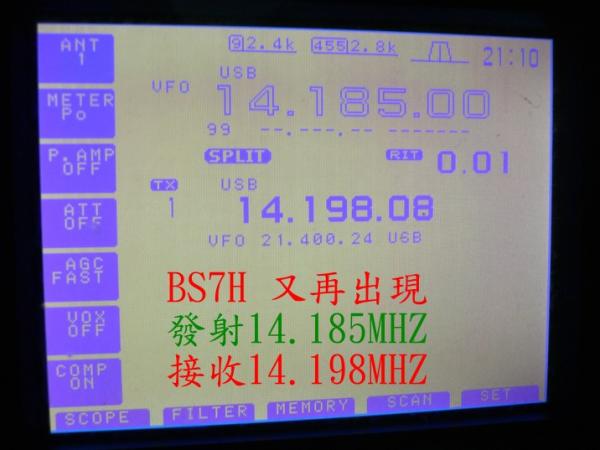 ANT
1
9 2.4k 455 2.8k
21:10
USB
VFO
14.185.00
METER
Po
99 --.---.-- -------
P.AMP
OFF
SPLIT
RIT 0.01
TX
USB
1
14.198.08
ATT
OFF
VFO 21.400.24 USB
AGC
FAST
BS7H 又再出現
VOX
OFF
發射14.185MHZ
COMP
ON
接收14.198MHZ
SCOPE FILTER MEMORY SCAN SET